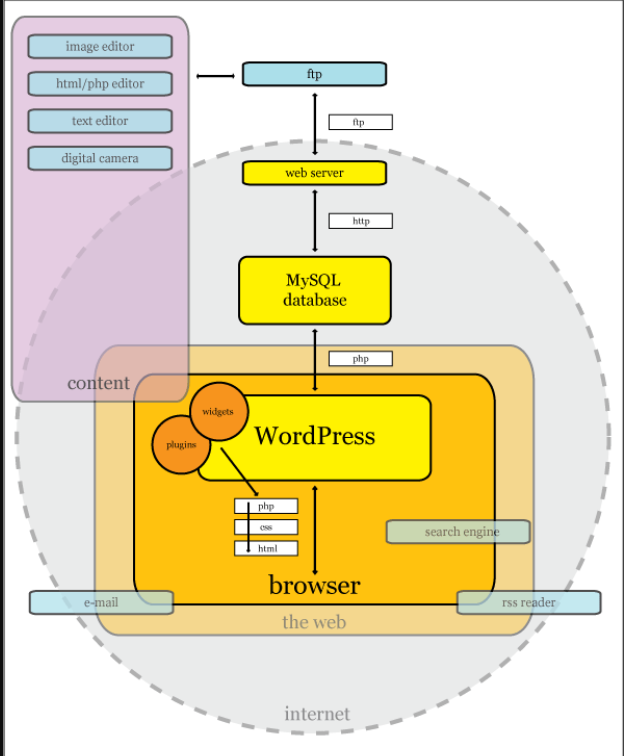 image editor
html/php editor
text editor
digital camera
content
ftp
ftp
web server
http
MySQL
database
php
widgets
plugins
WordPress
php
css
html
search engine
browser
e-mail
rss reader
the web
internet